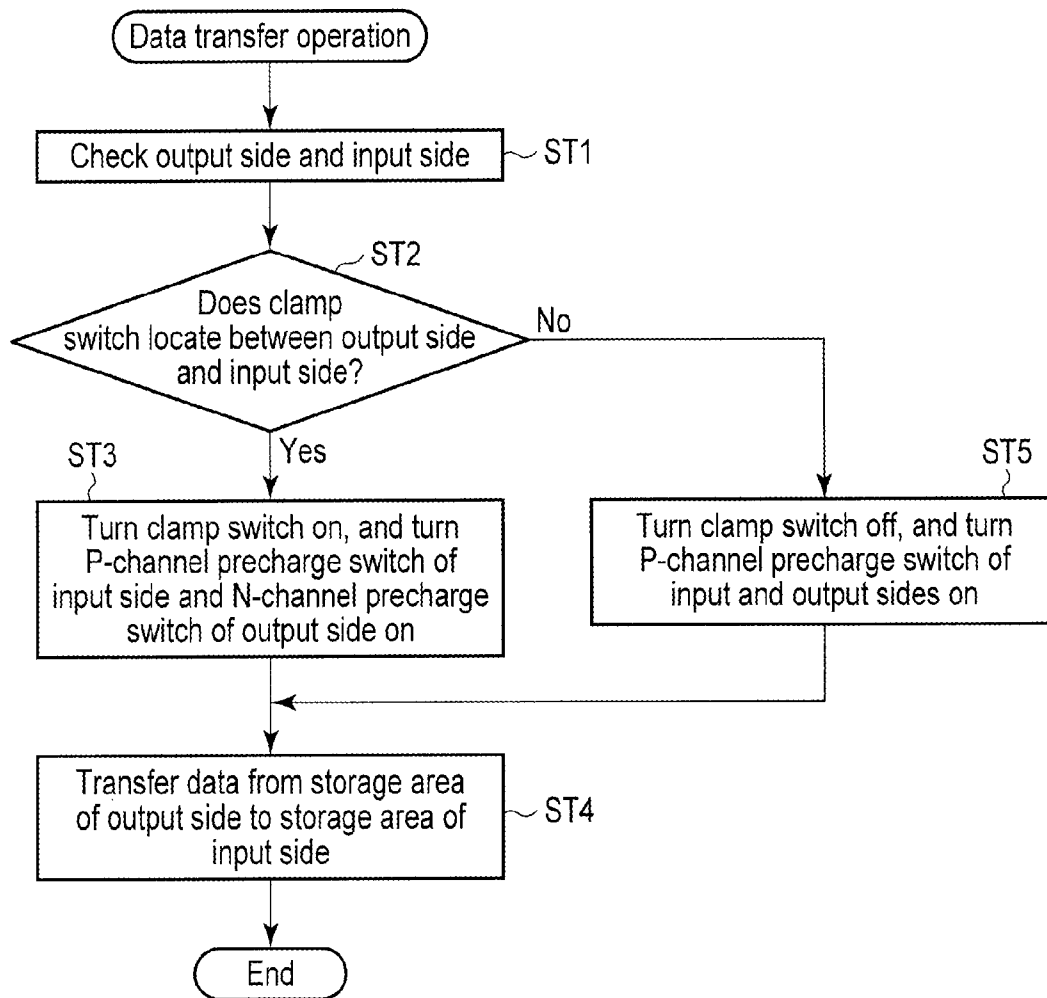 Data transfer operation
Check output side and input side
ST1
ST2
Does clamp
switch locate between output side
and input side?
No
Yes
ST3
Turn clamp switch on, and turn
P-channel precharge switch of
input side and N-channel precharge
switch of output side on
ST5
Turn clamp switch off, and turn
P-channel precharge switch of
input and output sides on
Transfer data from storage area
of output side to storage area of
input side
ST4
End